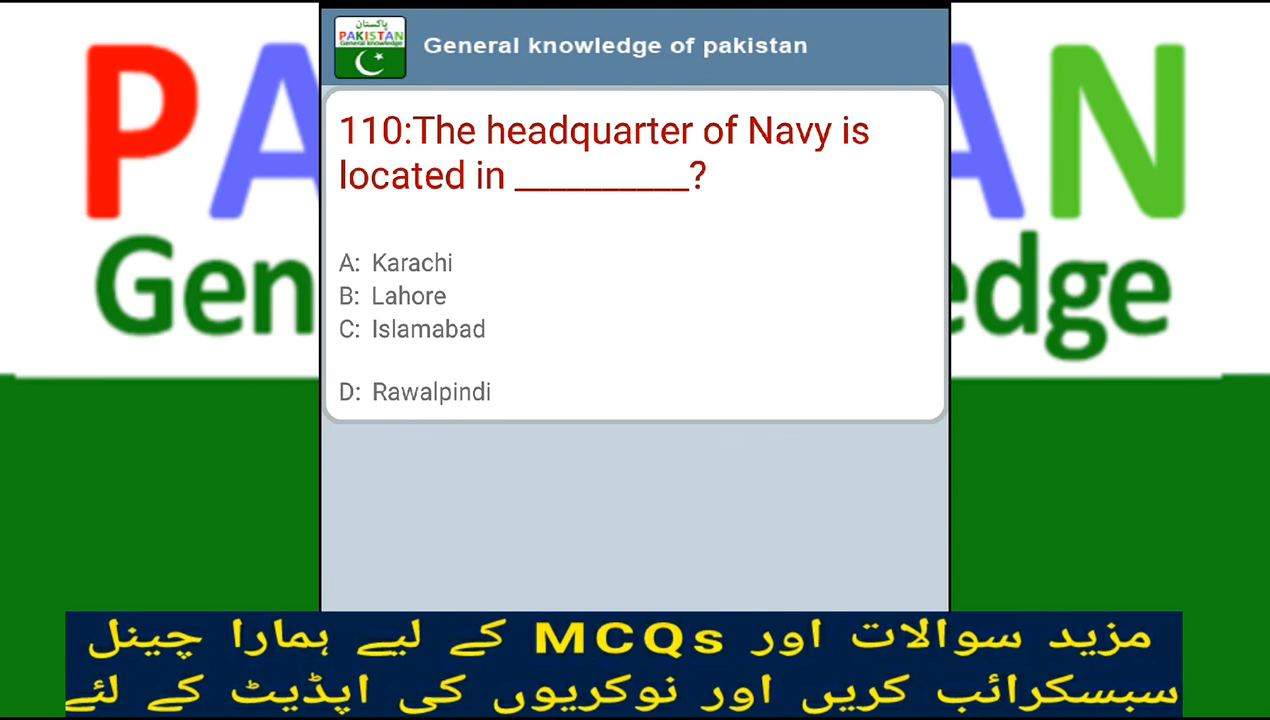 پاکستان
PAKISTAN
General knowledge
General knowledge of pakistan
110:The headquarter of Navy is
located in __________?
A: Karachi
B: Lahore
C: Islamabad
D: Rawalpindi
PA
AN
Gen
edge
مزید سوالات اور MCQs کے لیے ہمارا چینل
سبسکرائب کریں اور نوکریوں کی اپڈیٹ کے لئے